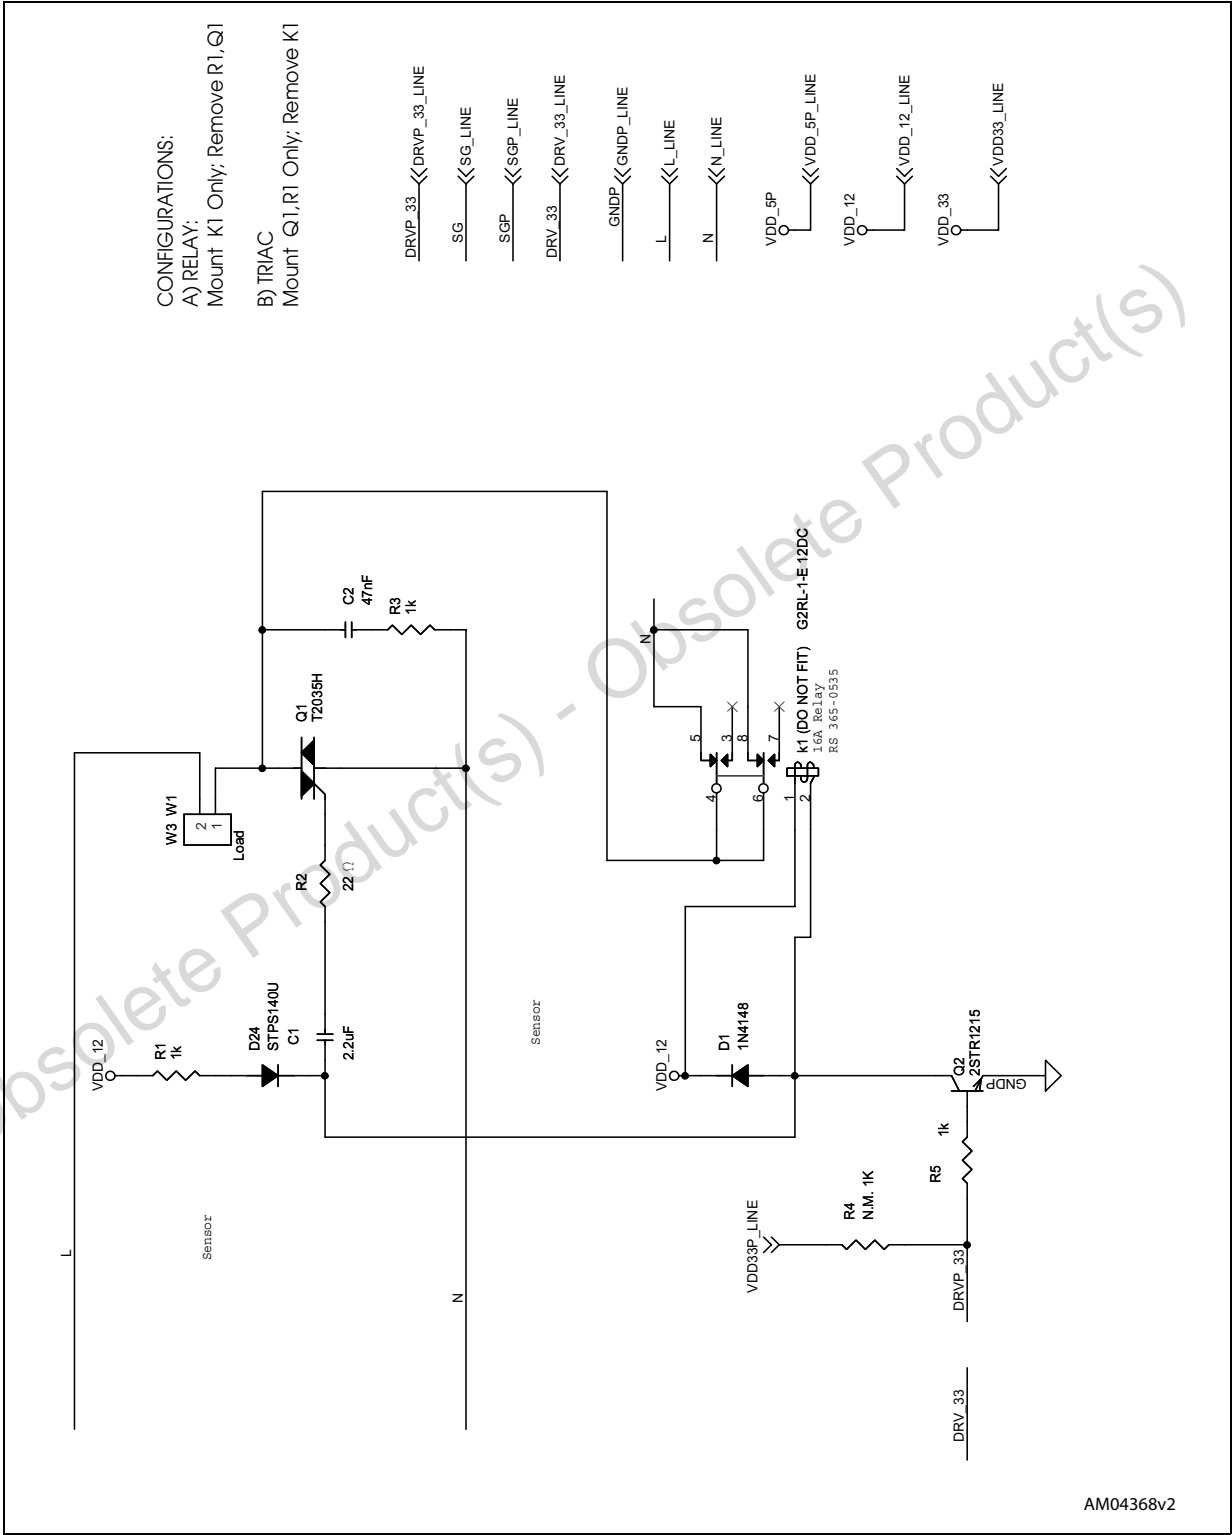 CONFIGURATIONS:
A) RELAY:
Mount K1 Only; Remove R1,Q1
B) TRIAC
Mount Q1,R1 Only; Remove K1
DRVP_33
DRVP_33_LINE
SG
SG_LINE
SGP
SGP_LINE
DRV_33
DRV_33_LINE
GNDP
GNDP_LINE
L
L_LINE
N
N_LINE
VDD_5P
VDD_5P_LINE
VDD_12
VDD_12_LINE
VDD_33
VDD33_LINE
L
Sensor
VDD_12
R1
1k
D24
STPS140U
C1
2.2uF
R2
22 Ω
W3 W1
2
1
Load
Q1
T2035H
C2
47nF
R3
1k
N
Sensor
N
5
3
8
7
4
6
1
2
k1 (DO NOT FIT) G2RL-1-E 12DC
16A Relay
RS 365-0535
VDD_12
D1
1N4148
Q2
2STR1215
GNDP
1k
R5
VDD33P_LINE
R4
N.M. 1K
DRVP_33
DRV_33
Obsolete Product(s) - Obsolete Product(s)
AM04368v2